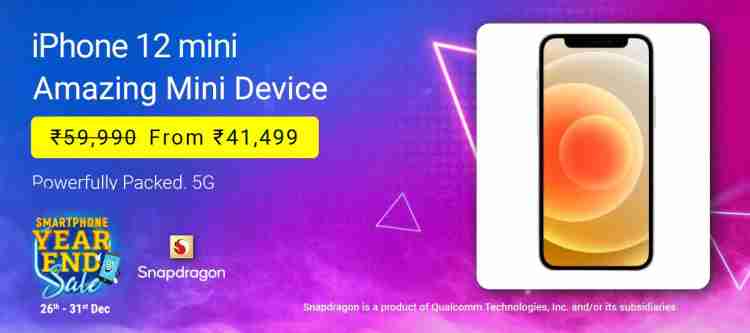 iPhone 12 mini
Amazing Mini Device
₹59,990 From ₹41,499
Powerfully Packed. 5G
SMARTPHONE
YEAR
END
Sale
26th - 31st Dec
Snapdragon
Snapdragon is a product of Qualcomm Technologies, Inc. and/or its subsidiaries